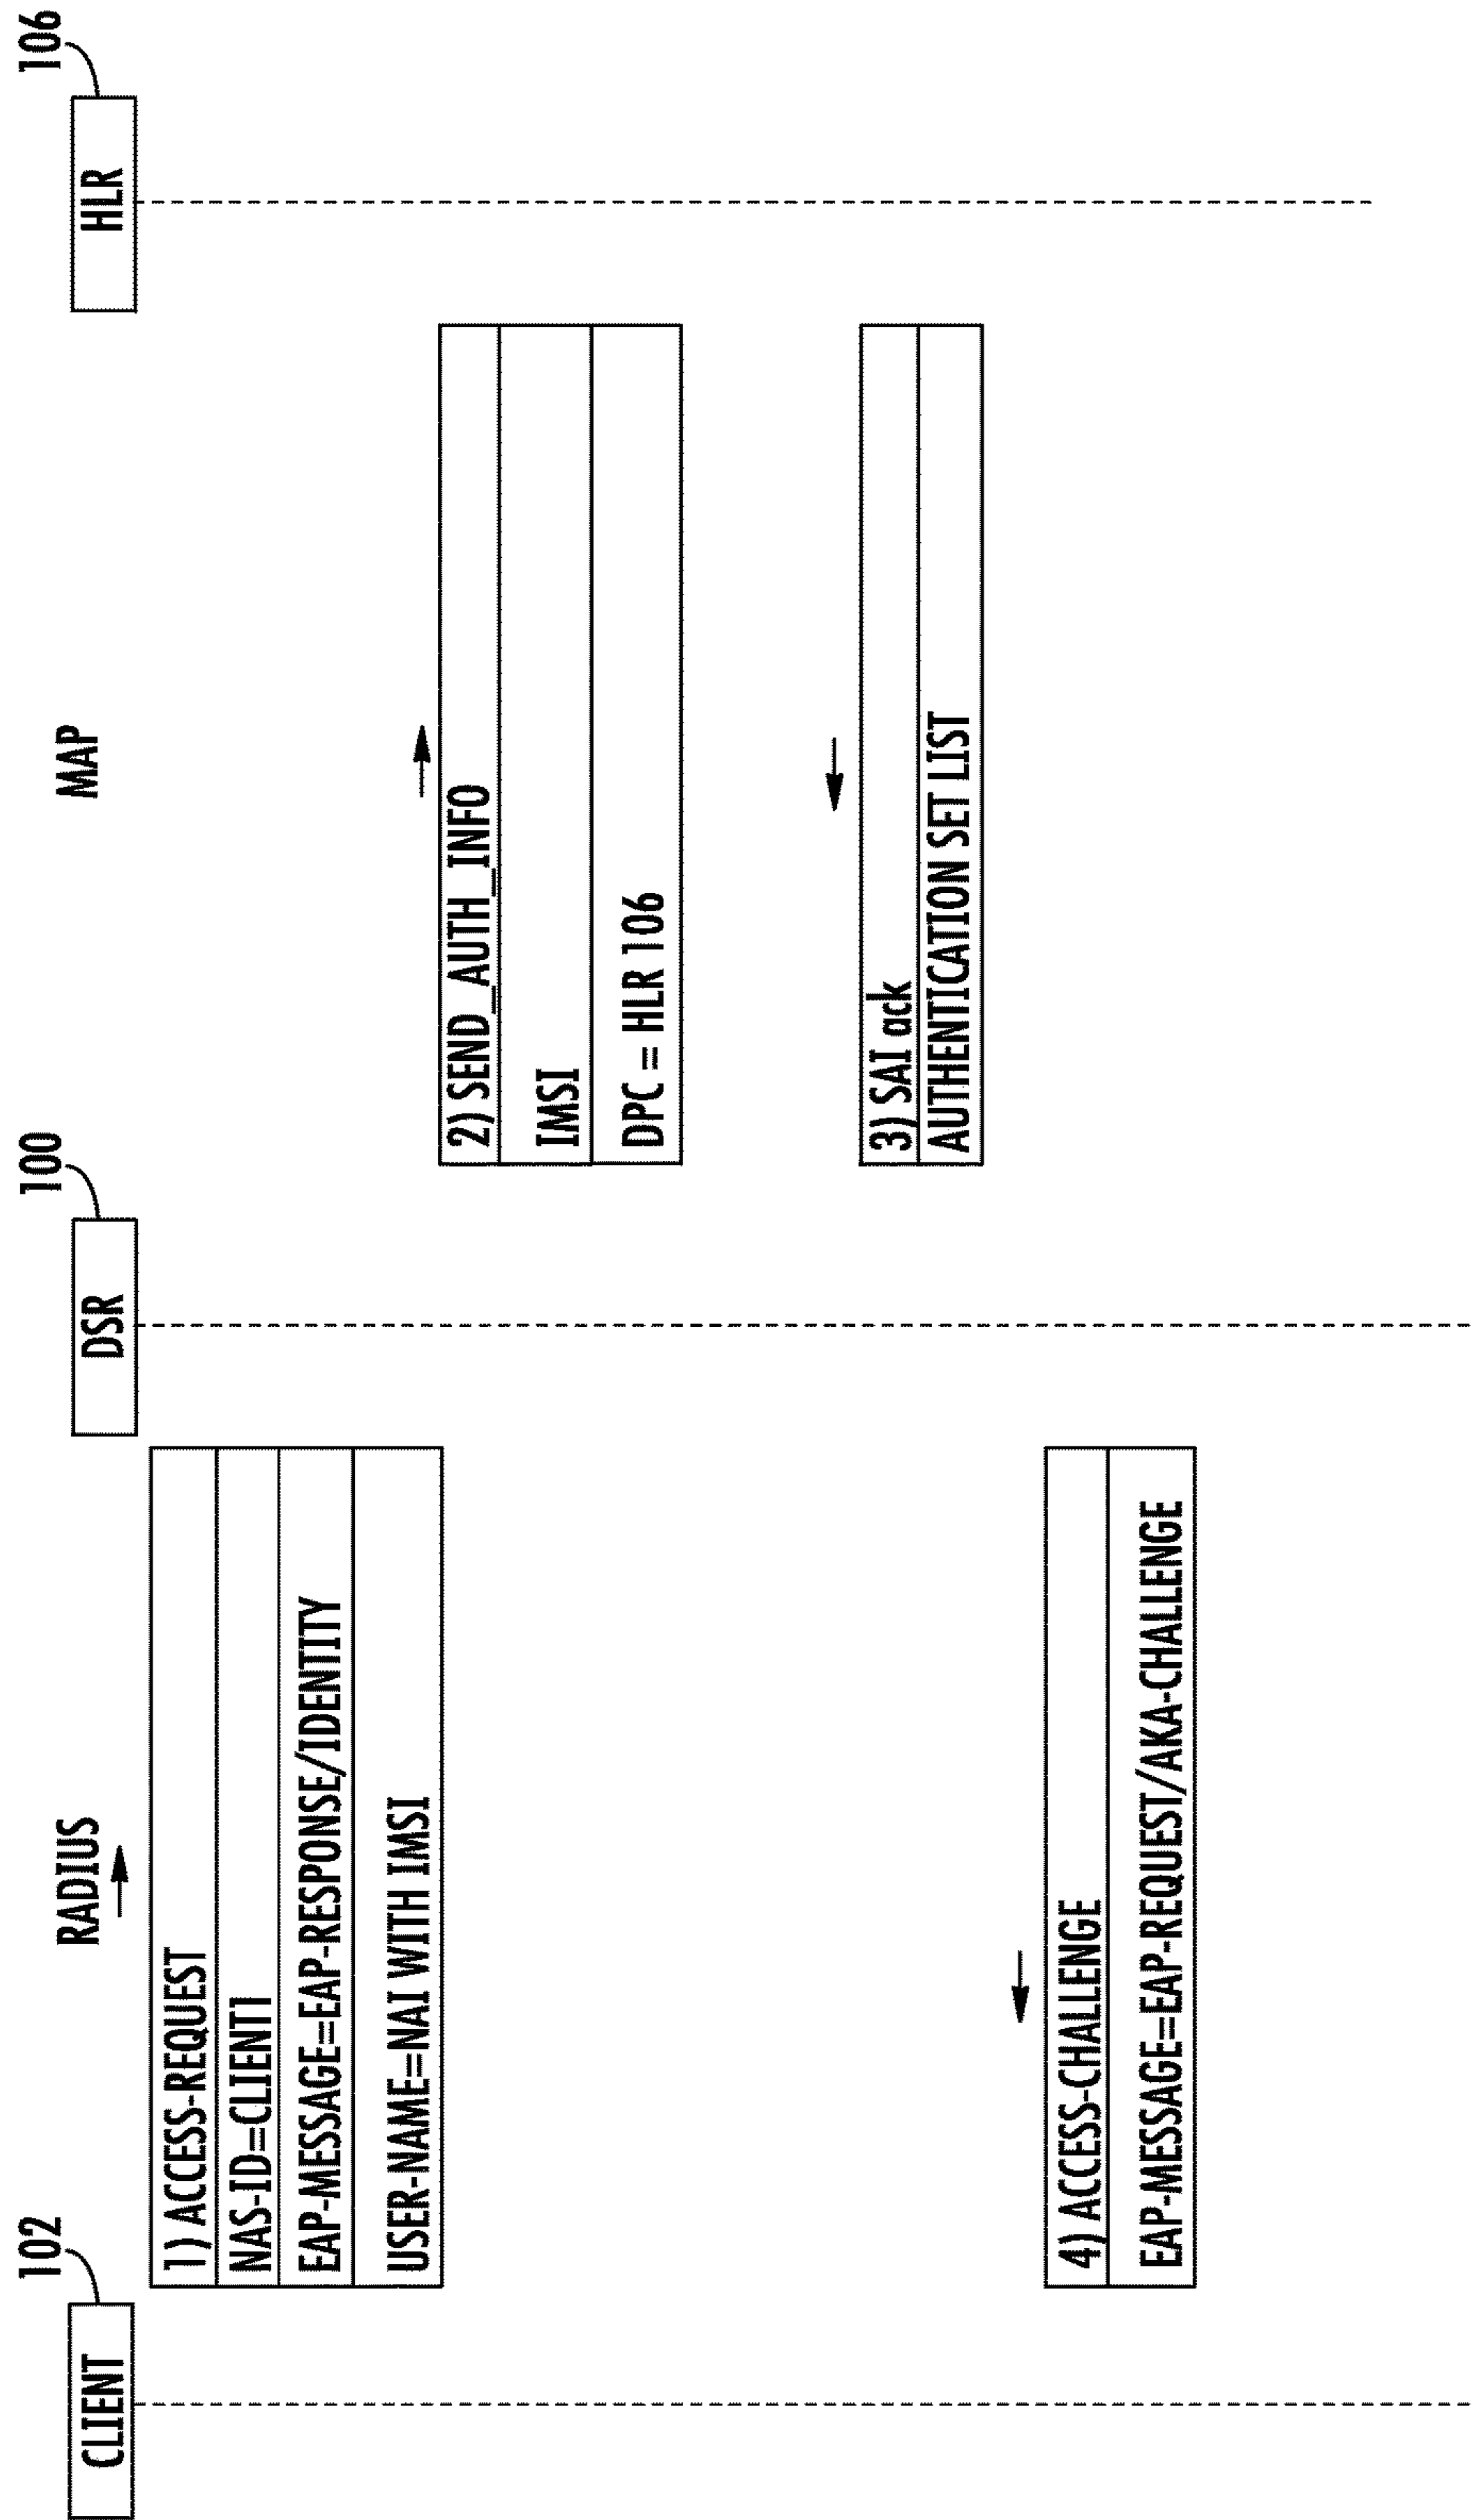 102
100
106
CLIENT
RADIUS
DSR
MAP
HLR
1) ACCESS-REQUEST
NAS-ID=CLIENT1
EAP-MESSAGE=EAP-RESPONSE/IDENTITY
USER-NAME=NAI WITH IMSI
2) SEND_AUTH_INFO
IMSI
DPC = HLR 106
3) SAI ack
AUTHENTICATION SET LIST
4) ACCESS-CHALLENGE
EAP-MESSAGE=EAP-REQUEST/AKA-CHALLENGE